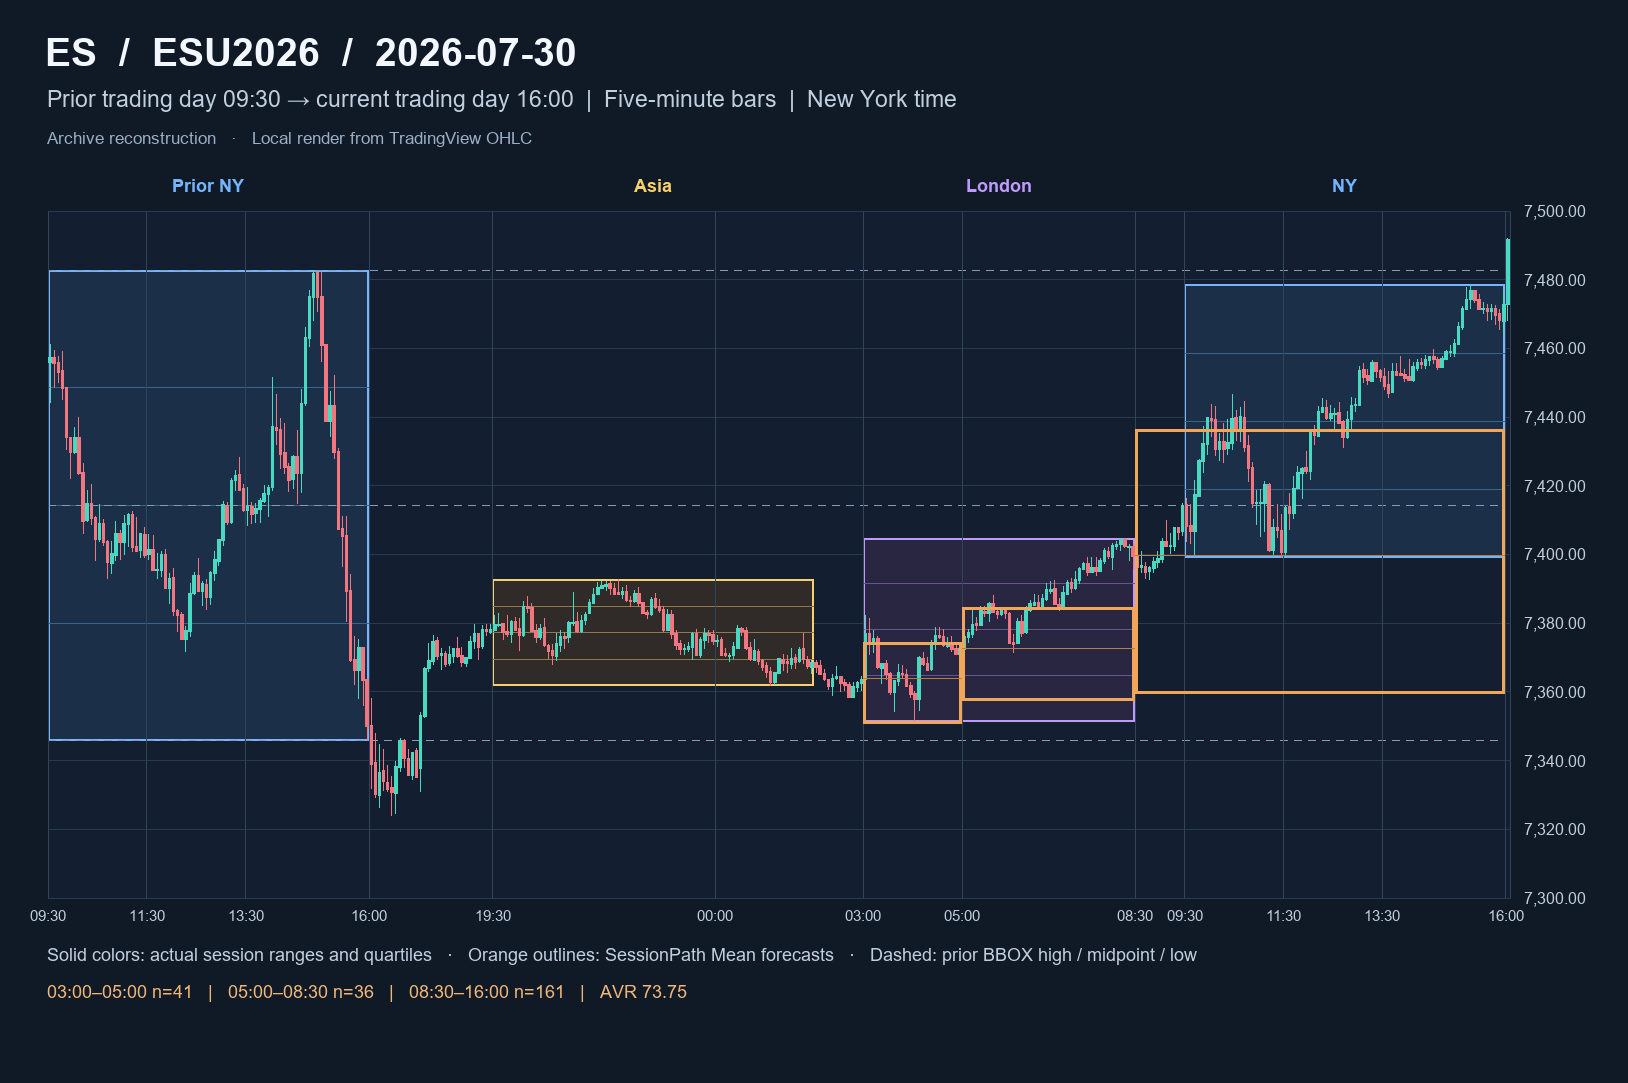 ES / ESU2026 / 2026-07-30
Prior trading day 09:30 → current trading day 16:00 | Five-minute bars | New York time
Archive reconstruction · Local render from TradingView OHLC
Prior NY Asia London NY
7,500.00
7,480.00
7,460.00
7,440.00
7,420.00
7,400.00
7,380.00
7,360.00
7,340.00
7,320.00
7,300.00
09:30 11:30 13:30 16:00 19:30 00:00 03:00 05:00 08:30 09:30 11:30 13:30 16:00
Solid colors: actual session ranges and quartiles · Orange outlines: SessionPath Mean forecasts · Dashed: prior BBOX high / midpoint / low
03:00–05:00 n=41 | 05:00–08:30 n=36 | 08:30–16:00 n=161 | AVR 73.75